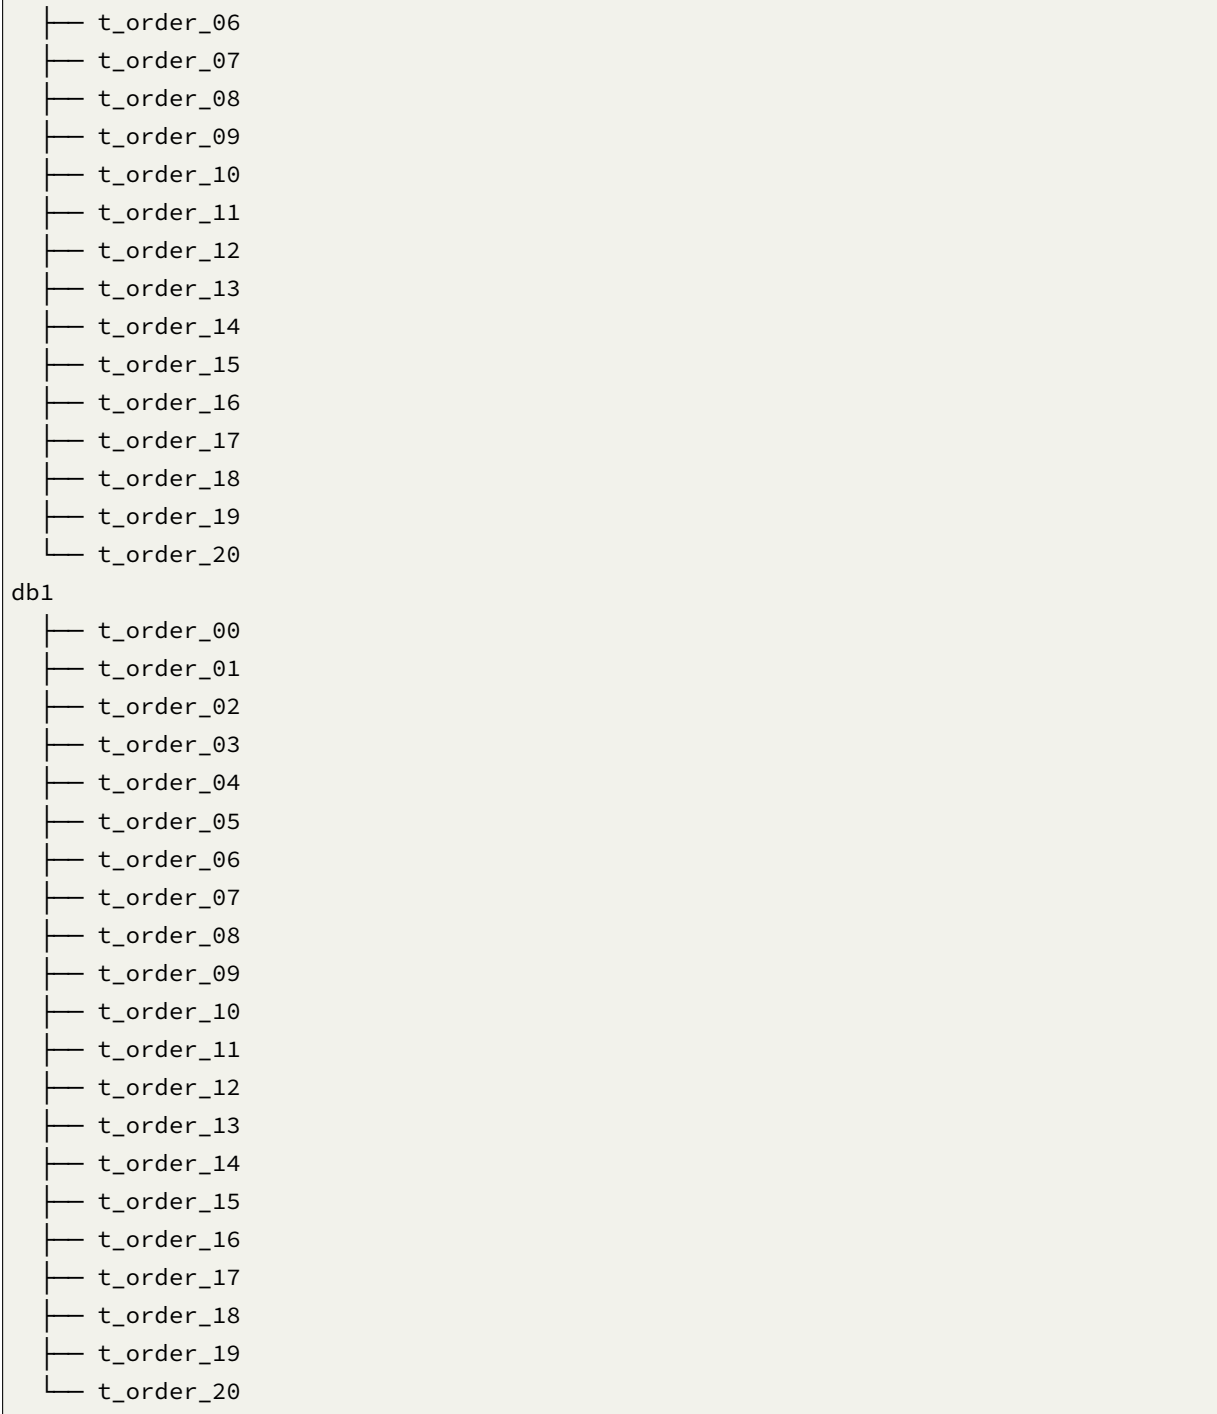 ├── t_order_06
├── t_order_07
├── t_order_08
├── t_order_09
├── t_order_10
├── t_order_11
├── t_order_12
├── t_order_13
├── t_order_14
├── t_order_15
├── t_order_16
├── t_order_17
├── t_order_18
├── t_order_19
└── t_order_20
db1
├── t_order_00
├── t_order_01
├── t_order_02
├── t_order_03
├── t_order_04
├── t_order_05
├── t_order_06
├── t_order_07
├── t_order_08
├── t_order_09
├── t_order_10
├── t_order_11
├── t_order_12
├── t_order_13
├── t_order_14
├── t_order_15
├── t_order_16
├── t_order_17
├── t_order_18
├── t_order_19
└── t_order_20